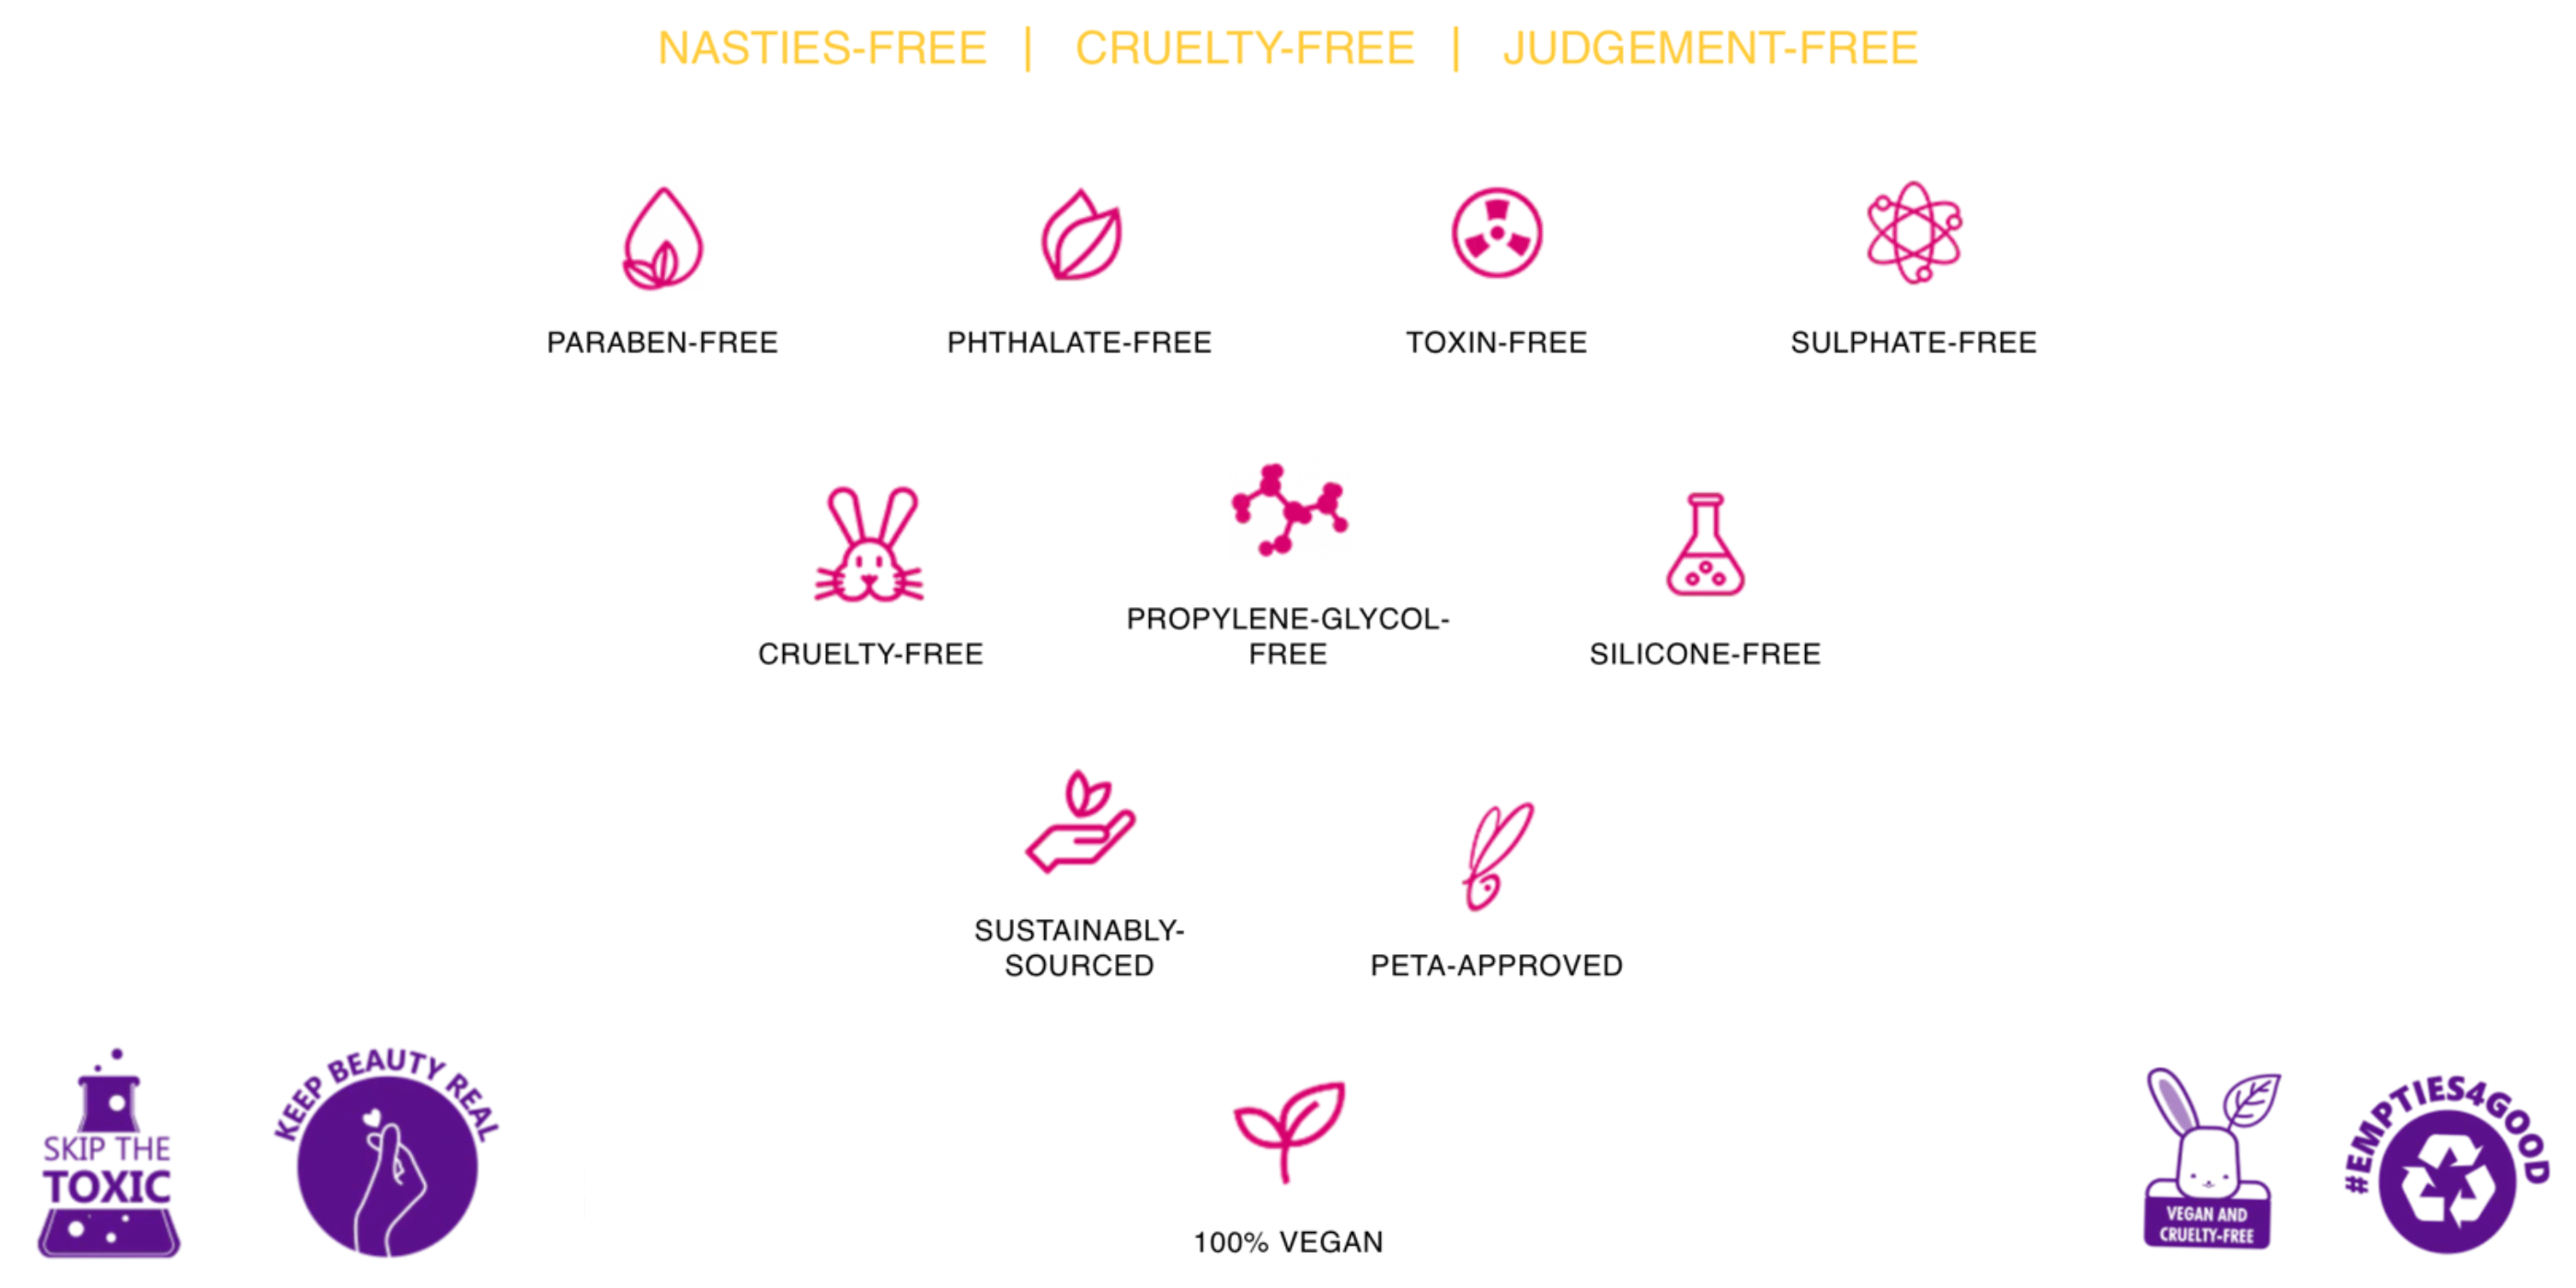 NASTIES-FREE | CRUELTY-FREE | JUDGEMENT-FREE
PARABEN-FREE
PHTHALATE-FREE
TOXIN-FREE
SULPHATE-FREE
CRUELTY-FREE
PROPYLENE-GLYCOL-
FREE
SILICONE-FREE
SUSTAINABLY-
SOURCED
PETA-APPROVED
SKIP THE
TOXIC
KEEP BEAUTY REAL
100% VEGAN
VEGAN AND
CRUELTY-FREE
#EMPTIES4GOOD